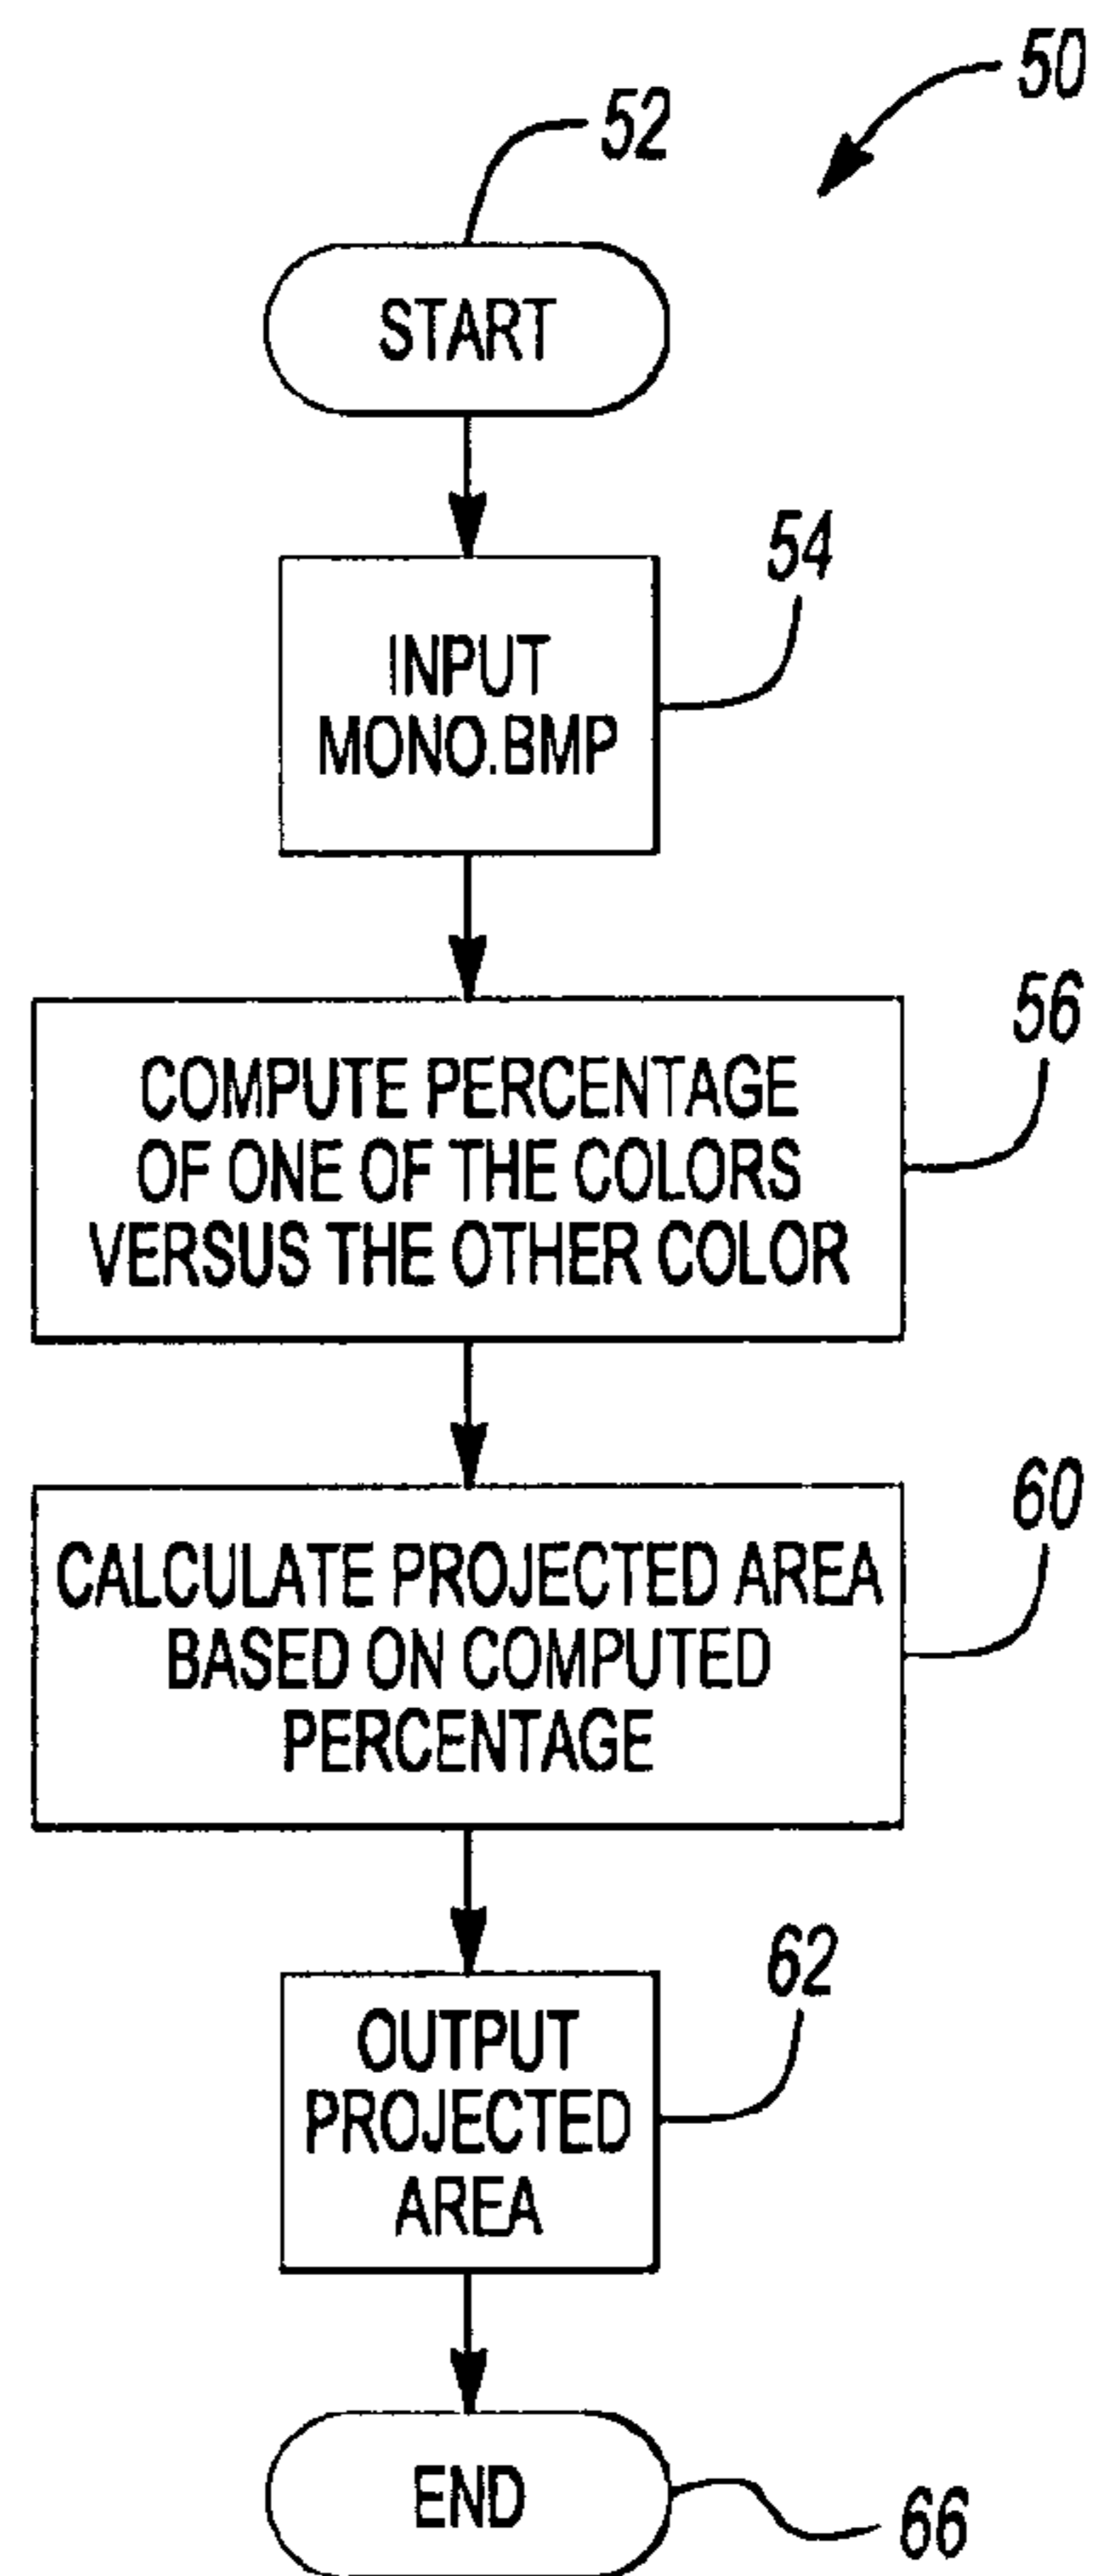 50
52
START
54
INPUT
MONO.BMP
56
COMPUTE PERCENTAGE
OF ONE OF THE COLORS
VERSUS THE OTHER COLOR
60
CALCULATE PROJECTED AREA
BASED ON COMPUTED
PERCENTAGE
62
OUTPUT
PROJECTED
AREA
END
66